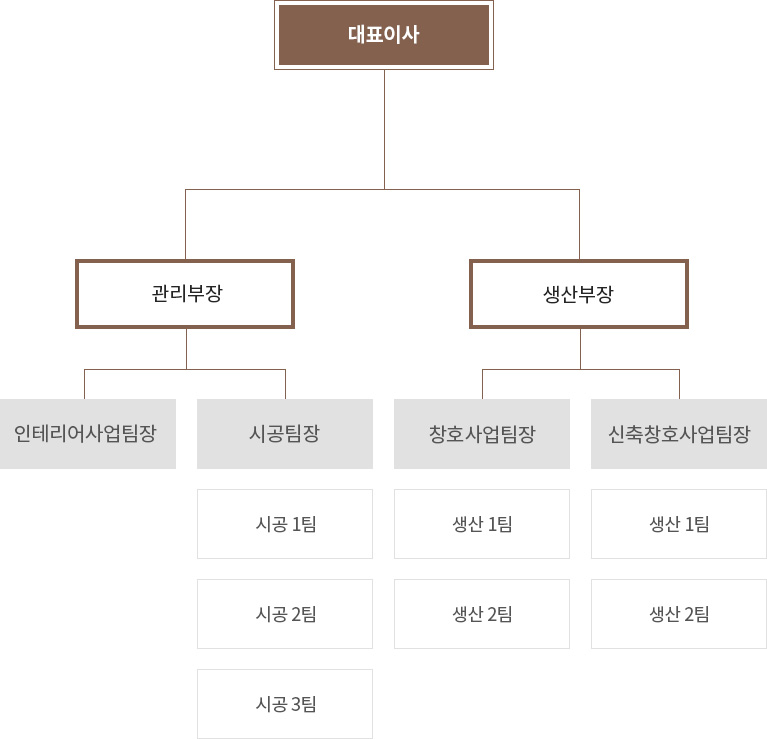 대표이사
관리부장
생산부장
인테리어사업팀장
시공팀장
창호사업팀장
신축창호사업팀장
시공 1팀
생산 1팀
생산 1팀
시공 2팀
생산 2팀
생산 2팀
시공 3팀